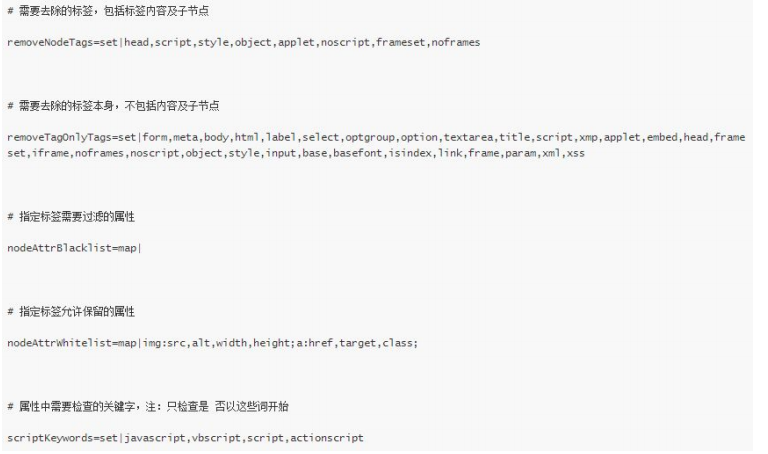 # 需要去除的标签，包括标签内容及子节点
removeNodeTags=set|head,script,style,object,applet,noscript,frameset,noframes
# 需要去除的标签本身，不包括内容及子节点
removeTagOnlyTags=set|form,meta,body,html,label,select,optgroup,option,textarea,title,script,xmp,applet,embed,head,frame
set,iframe,noframes,noscript,object,style,input,base,basefont,isindex,link,frame,param,xml,xss
# 指定标签需要过滤的属性
nodeAttrBlacklist=map|
# 指定标签允许保留的属性
nodeAttrWhitelist=map|img:src,alt,width,height;a:href,target,class;
# 属性中需要检查的关键字，注：只检查是 否以这些词开始
scriptKeywords=set|javascript,vbscript,script,actionscript